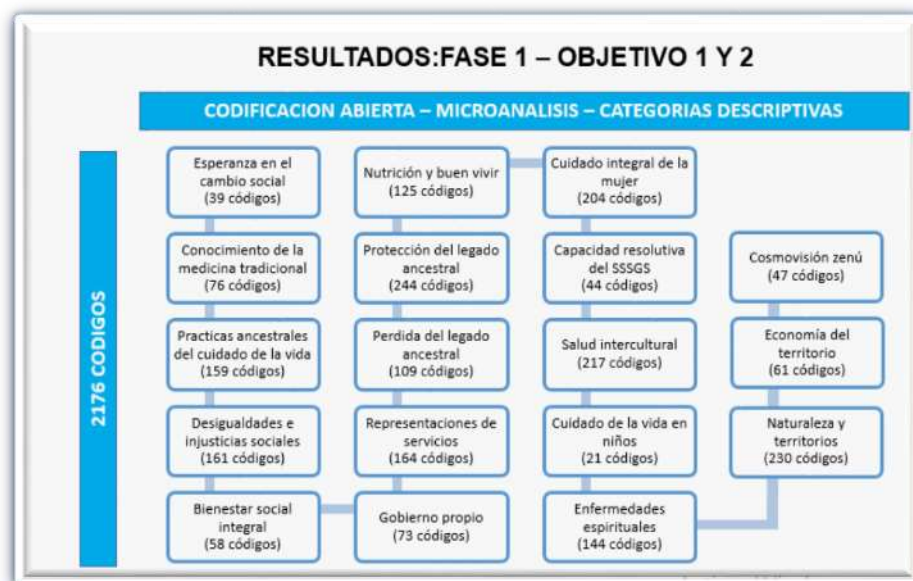 RESULTADOS:FASE 1 – OBJETIVO 1 Y 2
CODIFICACION ABIERTA – MICROANALISIS – CATEGORIAS DESCRIPTIVAS
2176 CODIGOS
Esperanza en el
cambio social
(39 códigos)
Conocimiento de la
medicina tradicional
(76 códigos)
Practicas ancestrales
del cuidado de la vida
(159 códigos)
Desigualdades e
injusticias sociales
(161 códigos)
Bienestar social
integral
(58 códigos)
Nutrición y buen vivir
(125 códigos)
Protección del legado
ancestral
(244 códigos)
Perdida del legado
ancestral
(109 códigos)
Representaciones de
servicios
(164 códigos)
Gobierno propio
(73 códigos)
Cuidado integral de la
mujer
(204 códigos)
Capacidad resolutiva
del SSSGS
(44 códigos)
Salud intercultural
(217 códigos)
Cuidado de la vida en
niños
(21 códigos)
Enfermedades
espirituales
(144 códigos)
Cosmovisión zenú
(47 códigos)
Economía del
territorio
(61 códigos)
Naturaleza y
territorios
(230 códigos)